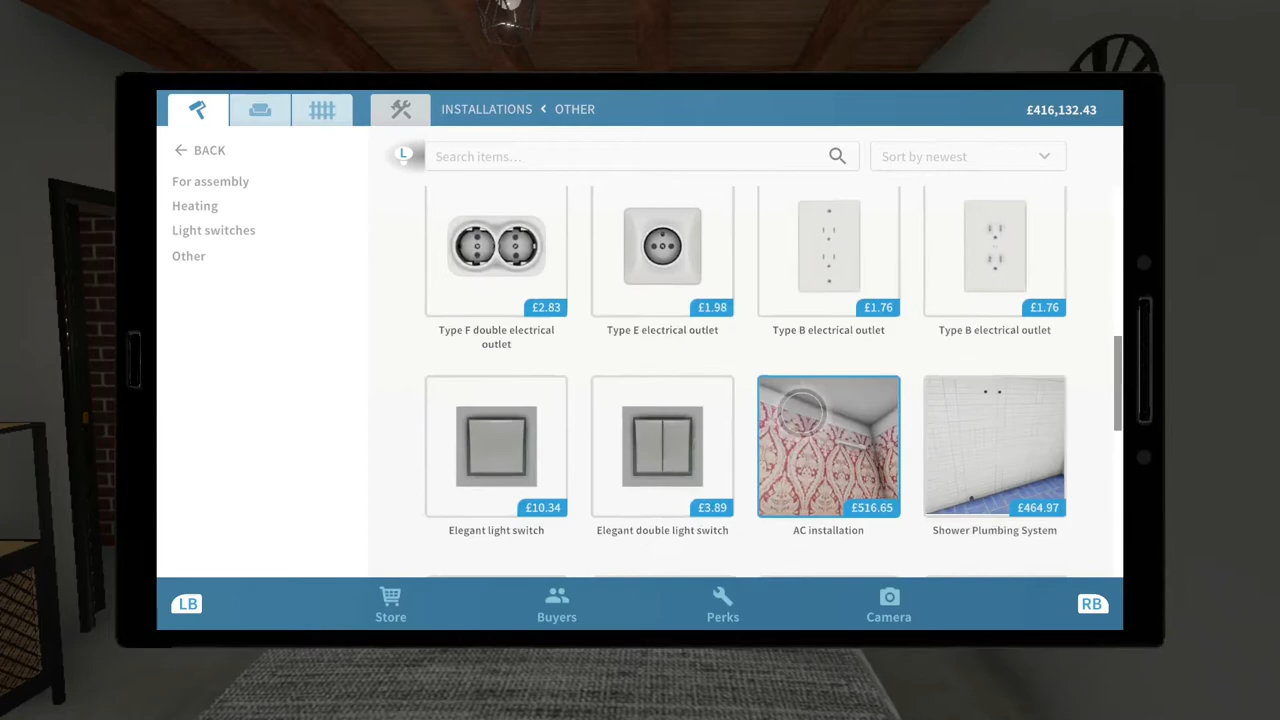 INSTALLATIONS < OTHER
£416,132.43
BACK
For assembly
Heating
Light switches
Other
L
Search items...
Sort by newest
£2.83
£1.98
£1.76
£1.76
Type F double electrical
outlet
Type E electrical outlet
Type B electrical outlet
Type B electrical outlet
£10.34
£3.89
£516.65
£464.97
Elegant light switch
Elegant double light switch
AC installation
Shower Plumbing System
LB
Store
Buyers
Perks
Camera
RB